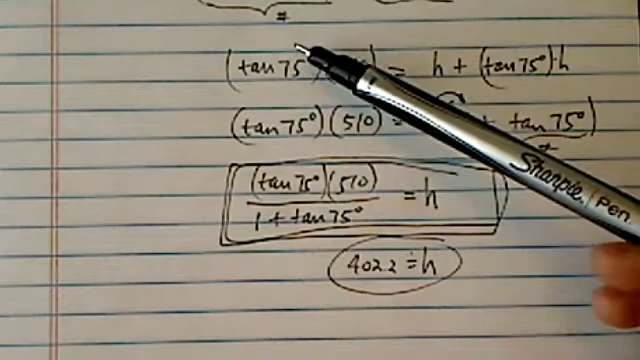 #
(tan 75 ) = h + (tan 75°)·h
(tan 75°)(510) = + tan 75°)
#
(tan 75°)(510)
1 + tan 75° = h
402.2 ≐ h
Sharpie / PEN.